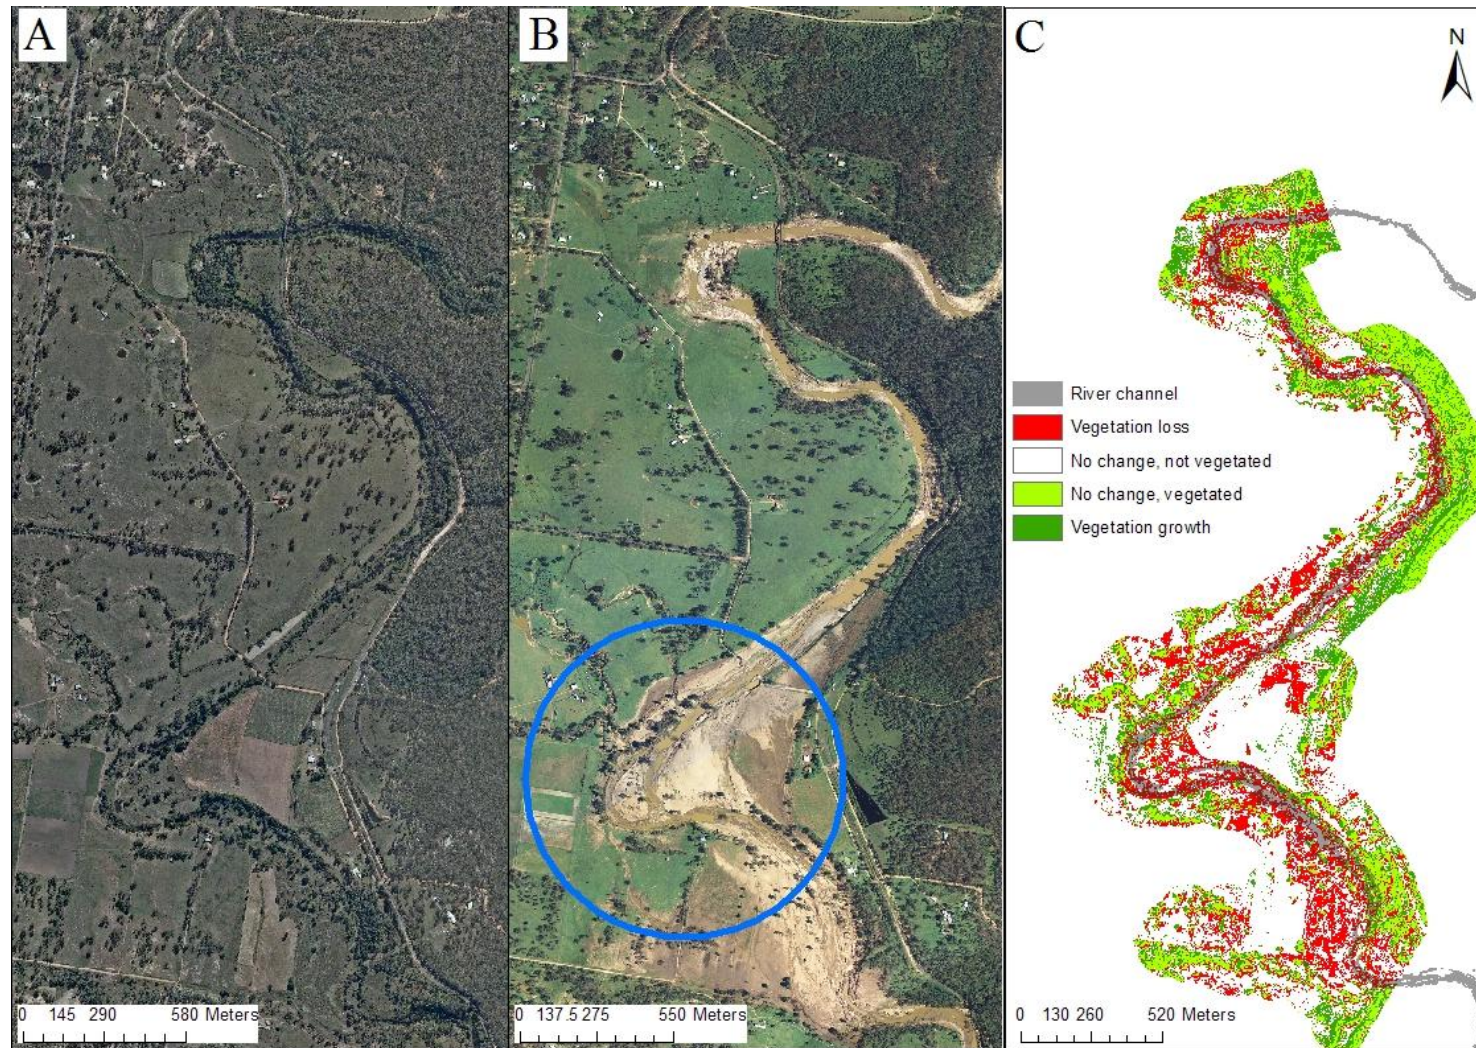 A
B
C
N
River channel
Vegetation loss
No change, not vegetated
No change, vegetated
Vegetation growth
0 145 290 580 Meters
0 137.5 275 550 Meters
0 130 260 520 Meters